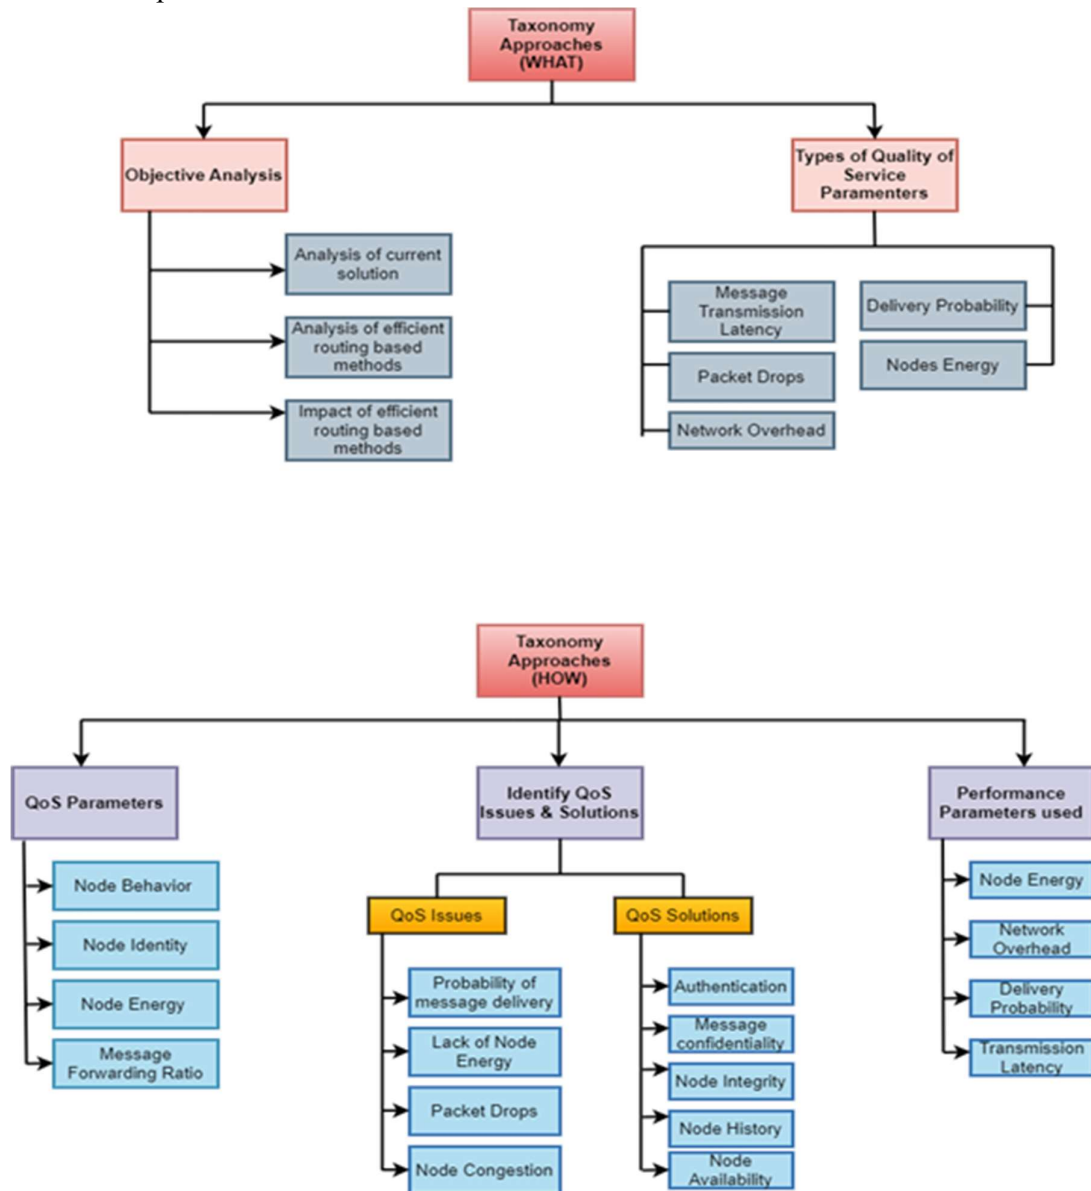 Taxonomy
Approaches
(WHAT)
Objective Analysis
Types of Quality of
Service
Paramenters
Analysis of current
solution
Analysis of efficient
routing based
methods
Impact of efficient
routing based
methods
Message
Transmission
Latency
Packet Drops
Network Overhead
Delivery Probability
Nodes Energy
Taxonomy
Approaches
(HOW)
QoS Parameters
Node Behavior
Node Identity
Node Energy
Message
Forwarding Ratio
Identify QoS
Issues & Solutions
QoS Issues
Probability of
message delivery
Lack of Node
Energy
Packet Drops
Node Congestion
QoS Solutions
Authentication
Message
confidentiality
Node Integrity
Node History
Node
Availability
Performance
Parameters used
Node Energy
Network
Overhead
Delivery
Probability
Transmission
Latency